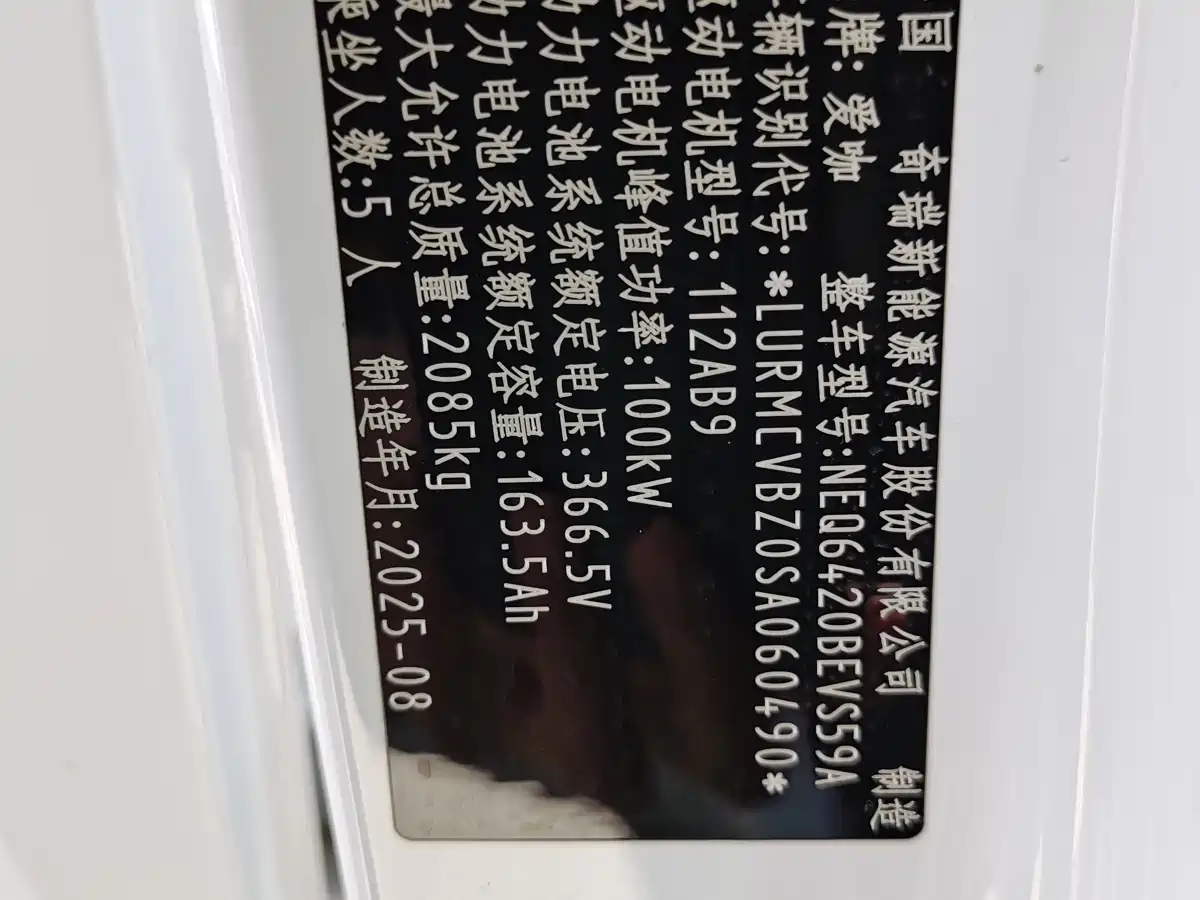 国 奇瑞新能源汽车股份有限公司 制造
牌: 爱咖 整车型号:NEQ6420BEVS59A
车辆识别代号: *LURMCVBZ0SA060490*
驱动电机型号: 112AB9
驱动电机峰值功率:100kW
动力电池系统额定电压:366.5V
动力电池系统额定容量:163.5Ah
最大允许总质量:2085kg
乘坐人数:5 人 制造年月:2025-08